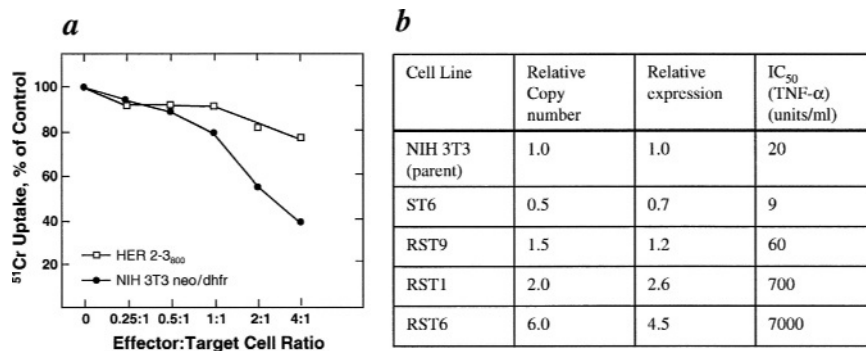 a
⁵¹Cr Uptake, % of Control
100
80
60
40
20
HER 2-3₈₀₀
NIH 3T3 neo/dhfr
0 0.25:1 0.5:1 1:1 2:1 4:1
Effector:Target Cell Ratio
b
Cell Line
Relative
Copy
number
Relative
expression
IC₅₀
(TNF-α)
(units/ml)
NIH 3T3
(parent)
1.0
1.0
20
ST6
0.5
0.7
9
RST9
1.5
1.2
60
RST1
2.0
2.6
700
RST6
6.0
4.5
7000